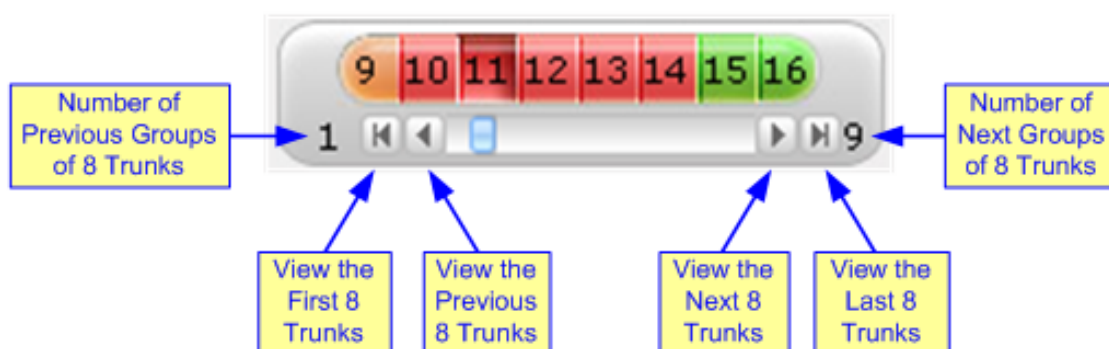 9 10 11 12 13 14 15 16
Number of
Previous Groups
of 8 Trunks
1
9
Number of
Next Groups
of 8 Trunks
View the
First 8
Trunks
View the
Previous
8 Trunks
View the
Next 8
Trunks
View the
Last 8
Trunks